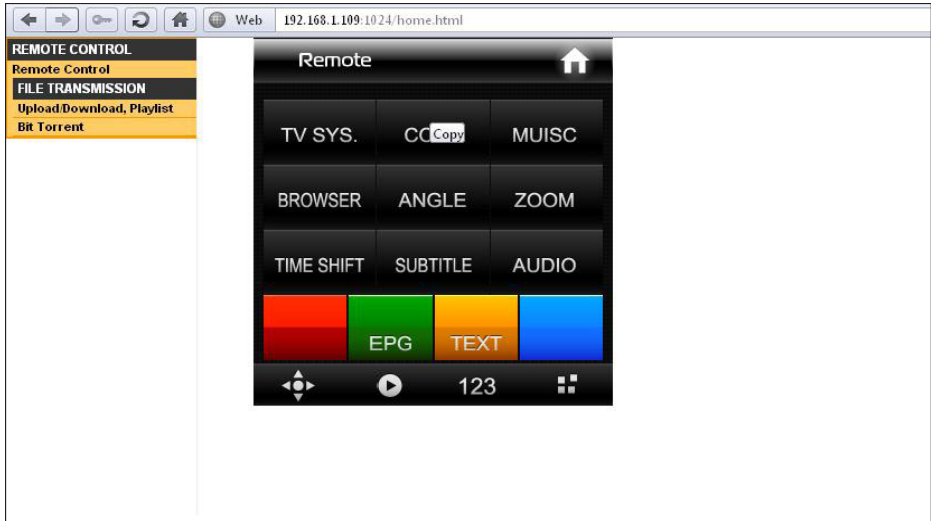 Web 192.168.1.109:1024/home.html
REMOTE CONTROL
Remote Control
FILE TRANSMISSION
Upload/Download, Playlist
Bit Torrent
Remote
TV SYS. Copy MUISC
BROWSER ANGLE ZOOM
TIME SHIFT SUBTITLE AUDIO
EPG TEXT
123